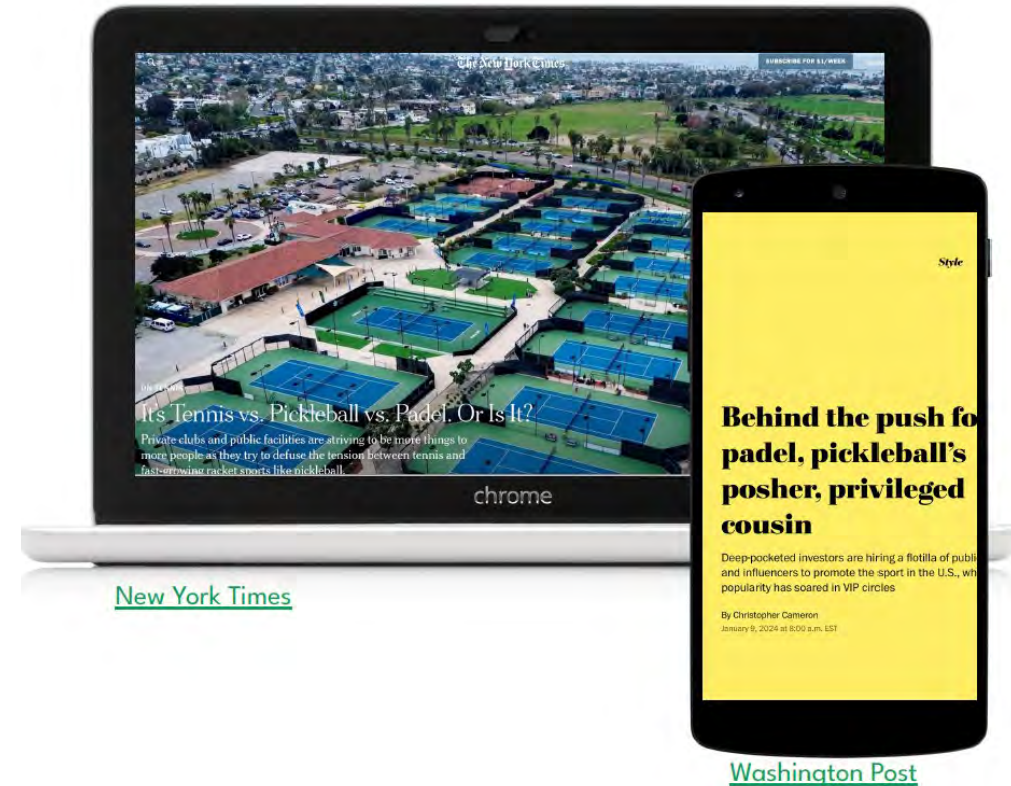 The New York Times
SUBSCRIBE FOR $1/WEEK
ON TENNIS
It's Tennis vs. Pickleball vs. Padel. Or Is It?
Private clubs and public facilities are striving to be more things to
more people as they try to defuse the tension between tennis and
fast-growing racket sports like pickleball.
chrome
New York Times
Style
Behind the push fo
padel, pickleball's
posher, privileged
cousin
Deep-pocketed investors are hiring a flotilla of publi
and influencers to promote the sport in the U.S., wh
popularity has soared in VIP circles
By Christopher Cameron
January 9, 2024 at 6:00 a.m. EST
Washington Post